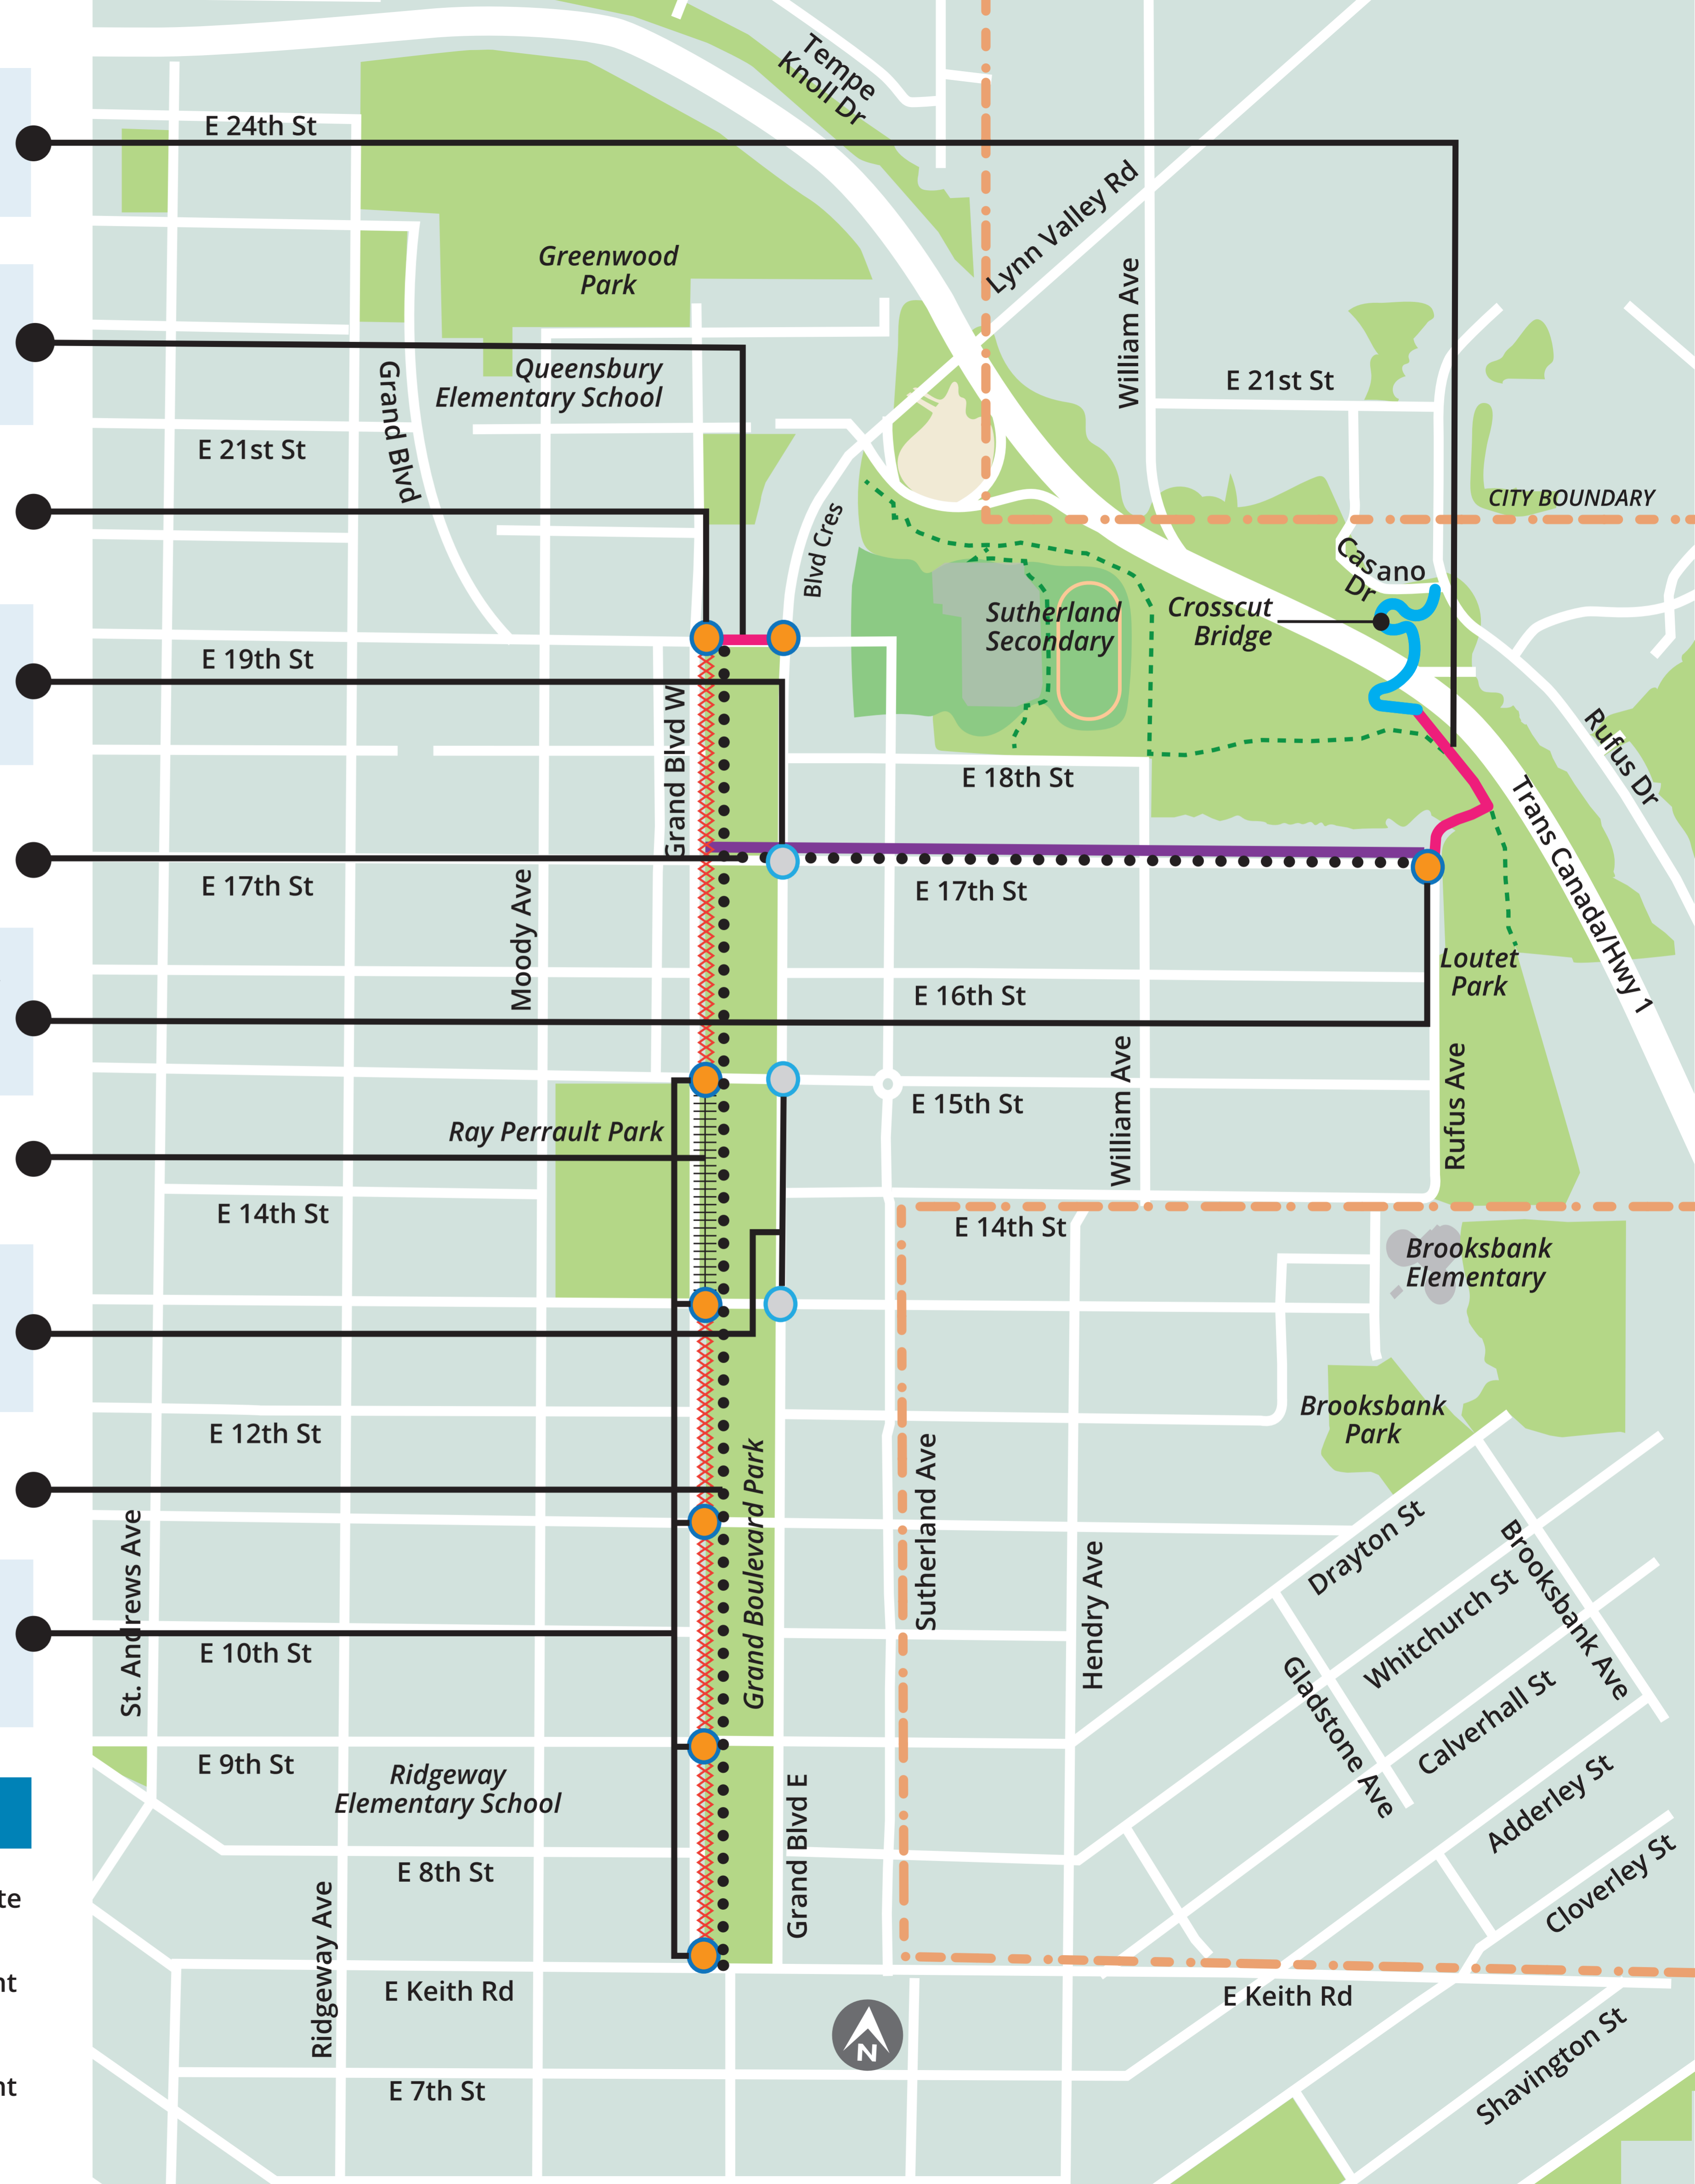 Tempe
Knoll Dr
E 24th St
Lynn Valley Rd
Greenwood
Park
William Ave
Queensbury
Elementary School
Grand Blvd
E 21st St
E 21st St
CITY BOUNDARY
Blvd Cres
Casano
Dr
Sutherland
Secondary
Crosscut
Bridge
E 19th St
Grand Blvd W
Rufus Dr
E 18th St
Trans Canada/Hwy 1
E 17th St
E 17th St
Moody Ave
Loutet
Park
E 16th St
William Ave
Rufus Ave
E 15th St
Ray Perrault Park
E 14th St
E 14th St
Brooksbank
Elementary
Brooksbank
Park
E 12th St
Grand Boulevard Park
Sutherland Ave
St. Andrews Ave
Hendry Ave
Drayton St
Brooksbank Ave
Whitchurch St
E 10th St
Gladstone Ave
Calverhall St
E 9th St
Ridgeway
Elementary School
Grand Blvd E
Adderley St
E 8th St
Cloverley St
te
Ridgeway Ave
nt
E Keith Rd
E Keith Rd
N
Shavington St
nt
E 7th St